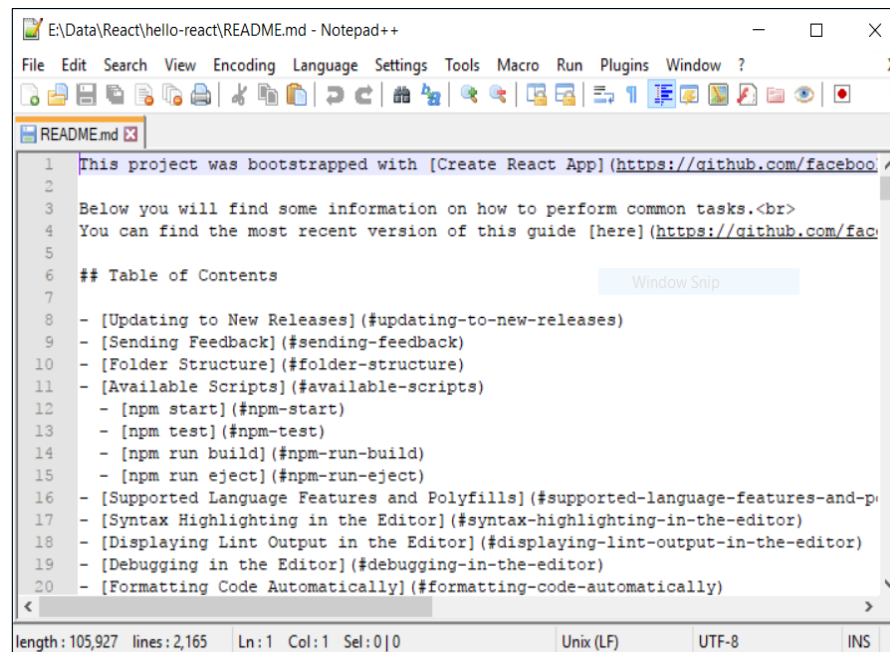 E:\Data\React\hello-react\README.md - Notepad++
File Edit Search View Encoding Language Settings Tools Macro Run Plugins Window ?
README.md
1 This project was bootstrapped with [Create React App](https://github.com/faceboo
2
3 Below you will find some information on how to perform common tasks.<br>
4 You can find the most recent version of this guide [here](https://github.com/fac
5
6 ## Table of Contents
Window Snip
7
8 - [Updating to New Releases](#updating-to-new-releases)
9 - [Sending Feedback](#sending-feedback)
10 - [Folder Structure](#folder-structure)
11 - [Available Scripts](#available-scripts)
12 - [npm start](#npm-start)
13 - [npm test](#npm-test)
14 - [npm run build](#npm-run-build)
15 - [npm run eject](#npm-run-eject)
16 - [Supported Language Features and Polyfills](#supported-language-features-and-p
17 - [Syntax Highlighting in the Editor](#syntax-highlighting-in-the-editor)
18 - [Displaying Lint Output in the Editor](#displaying-lint-output-in-the-editor)
19 - [Debugging in the Editor](#debugging-in-the-editor)
20 - [Formatting Code Automatically](#formatting-code-automatically)
length : 105,927 lines : 2,165 Ln : 1 Col : 1 Sel : 0 | 0 Unix (LF) UTF-8 INS